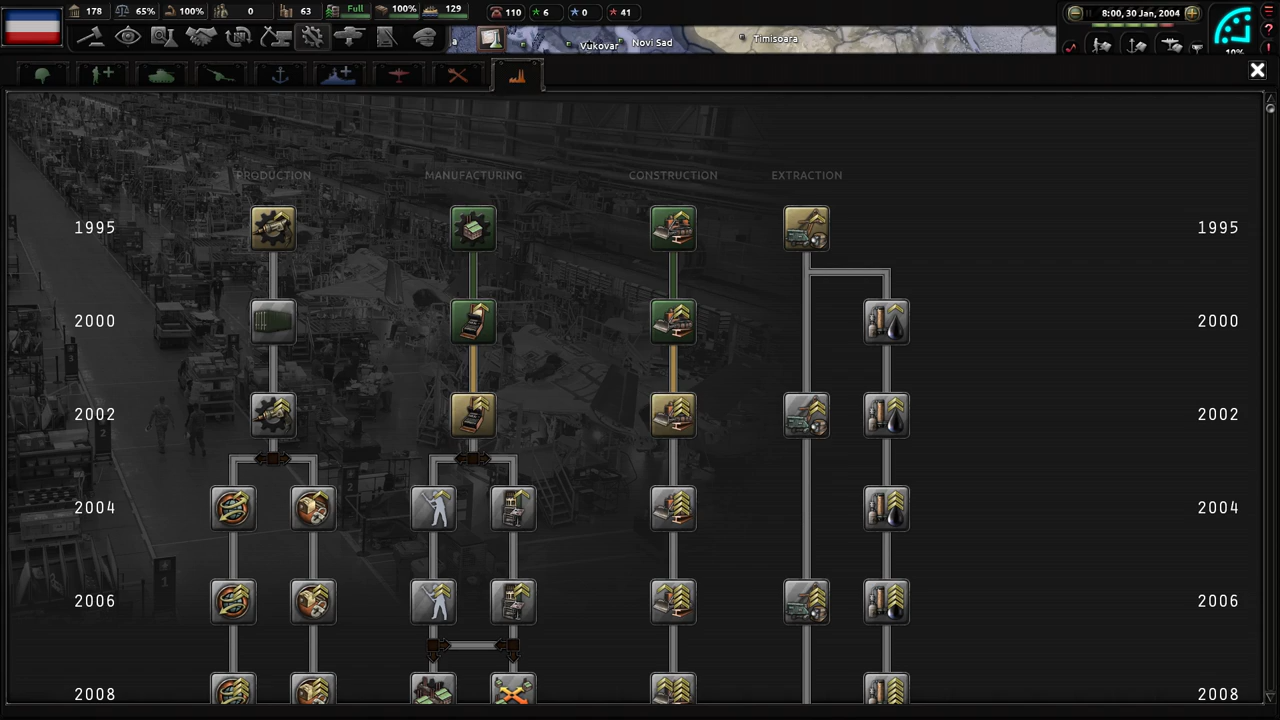 178 65% 100% 0 63 Full 100% 129 110 6 0 41 8:00, 30 Jan, 2004
10%
a Vukovar Novi Sad Timisoara
PRODUCTION MANUFACTURING CONSTRUCTION EXTRACTION
1995 1995
2000 2000
2002 2002
2004 2004
2006 2006
2008 2008